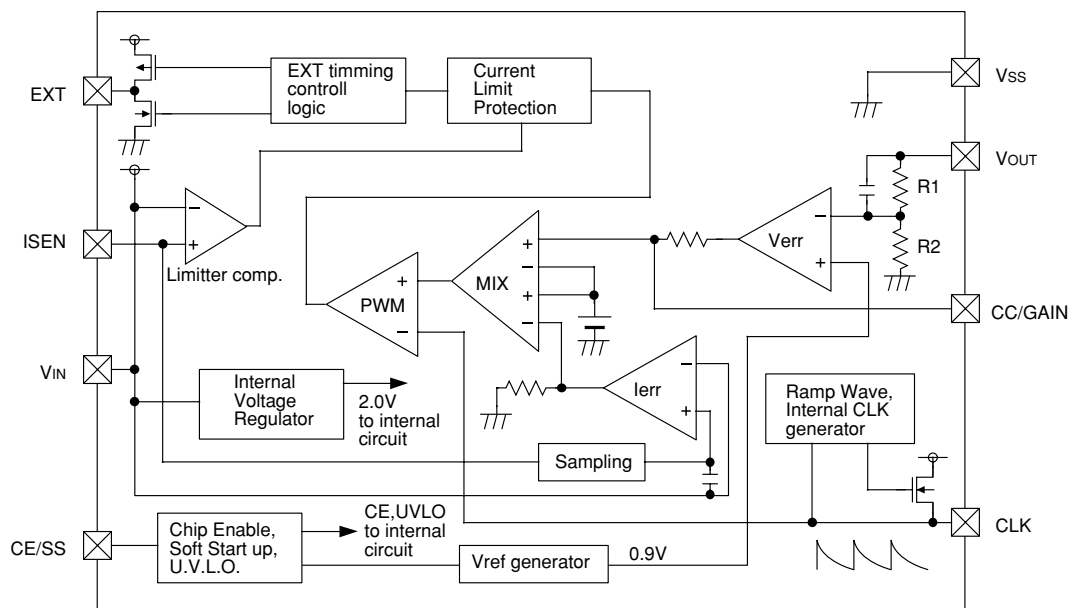 EXT
EXT timming
controll
logic
Current
Limit
Protection
VSS
VOUT
R1
R2
ISEN
−
+
Limitter comp.
PWM
+
−
MIX
+
−
+
−
Verr
−
+
CC/GAIN
VIN
Internal
Voltage
Regulator
2.0V
to internal
circuit
Ierr
−
+
Ramp Wave,
Internal CLK
generator
Sampling
CE/SS
Chip Enable,
Soft Start up,
U.V.L.O.
CE,UVLO
to internal
circuit
Vref generator
0.9V
CLK